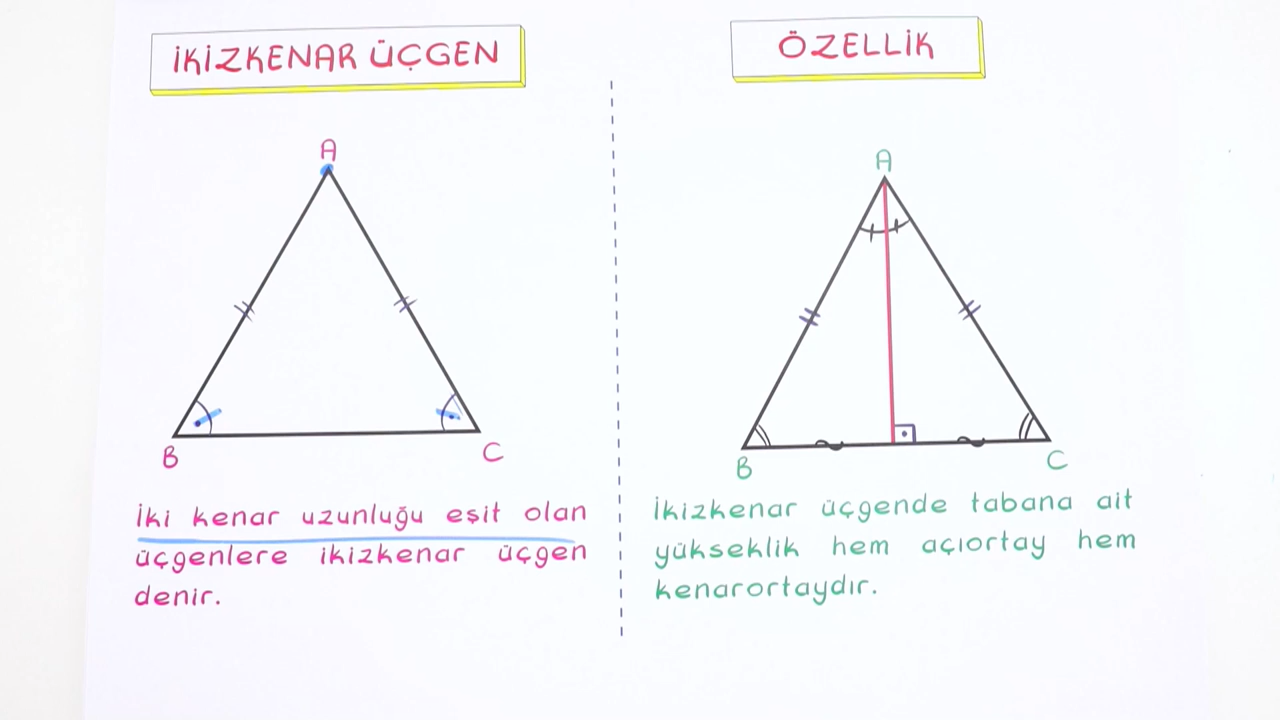 İKİZKENAR ÜÇGEN
A
B
C
İki kenar uzunluğu eşit olan
üçgenlere ikizkenar üçgen
denir.
ÖZELLİK
A
B
C
İkizkenar üçgende tabana ait
yükseklik hem açıortay hem
kenarortaydır.